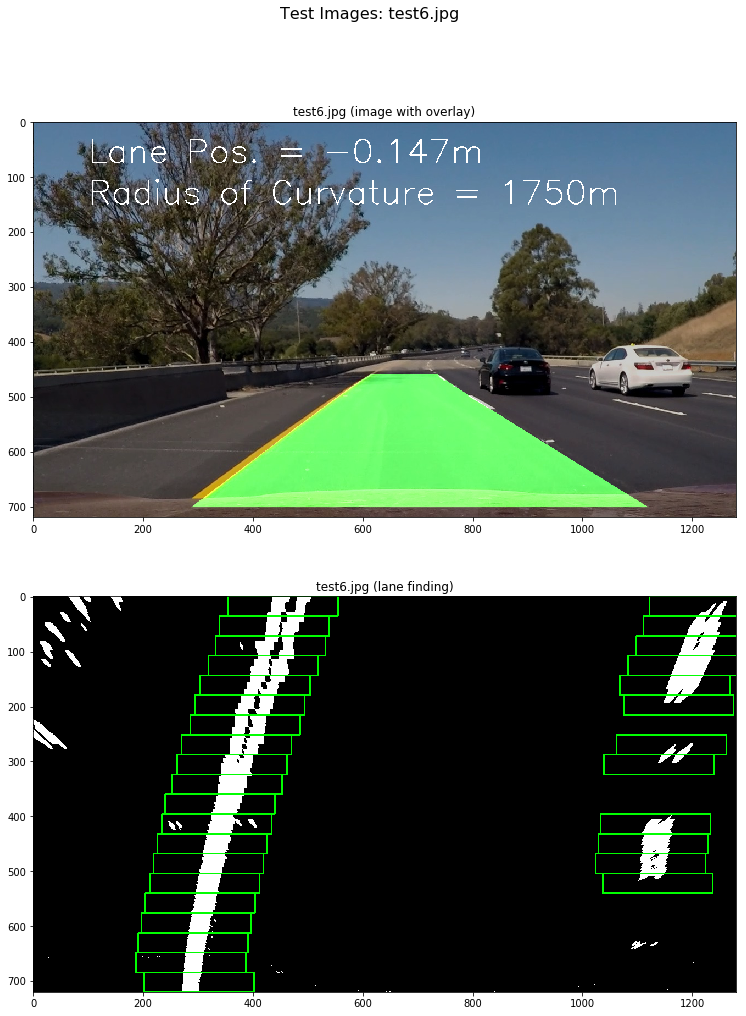 Test Images: test6.jpg
test6.jpg (image with overlay)
Lane Pos. = -0.147m
Radius of Curvature = 1750m
0
100
200
300
400
500
600
700
0 200 400 600 800 1000 1200
test6.jpg (lane finding)
0
100
200
300
400
500
600
700
0 200 400 600 800 1000 1200